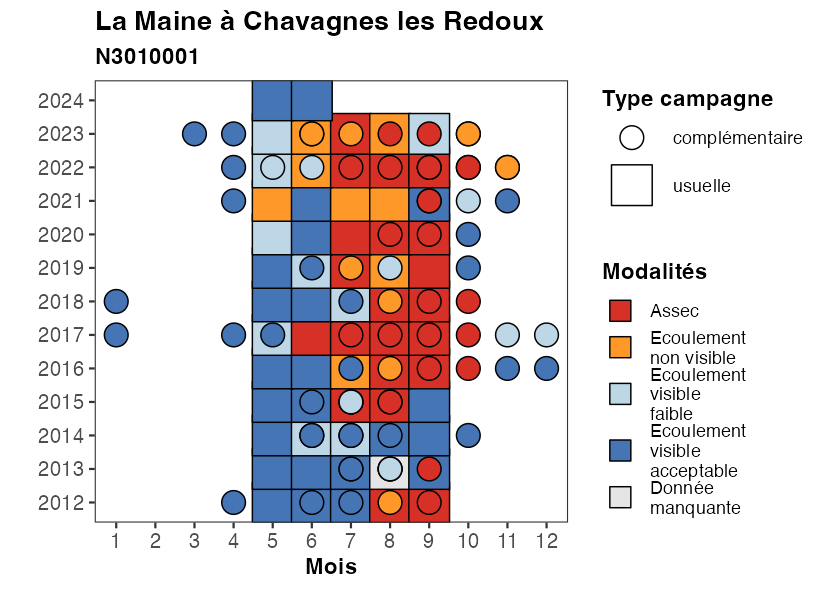 La Maine à Chavagnes les Redoux
N3010001
2024
2023
2022
2021
2020
2019
2018
2017
2016
2015
2014
2013
2012
1 2 3 4 5 6 7 8 9 10 11 12
Mois
Type campagne
complémentaire
usuelle
Modalités
Assec
Ecoulement
non visible
Ecoulement
visible
faible
Ecoulement
visible
acceptable
Donnée
manquante